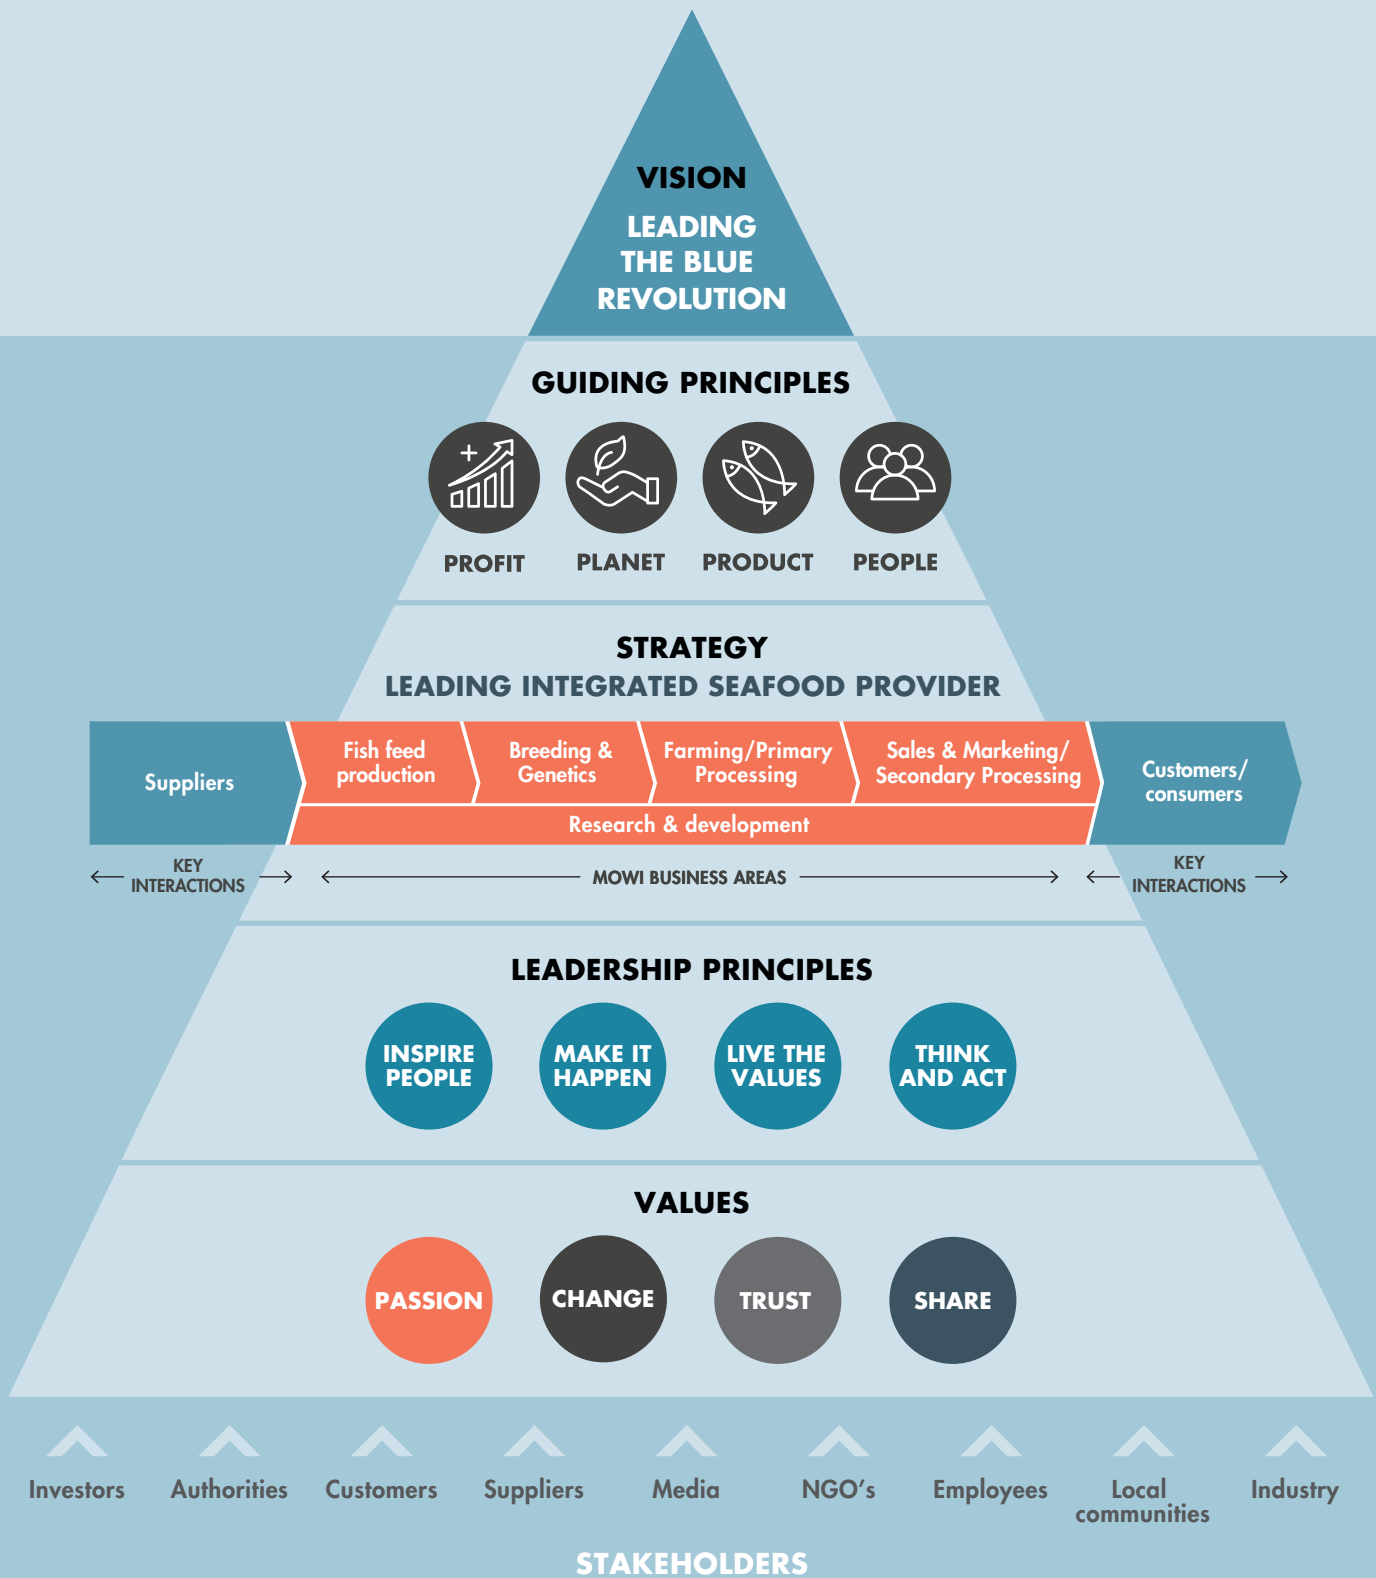 VISION
LEADING
THE BLUE
REVOLUTION
GUIDING PRINCIPLES
PROFIT
PLANET
PRODUCT
PEOPLE
STRATEGY
LEADING INTEGRATED SEAFOOD PROVIDER
Suppliers
Fish feed
production
Breeding &
Genetics
Farming/Primary
Processing
Sales & Marketing/
Secondary Processing
Customers/
consumers
Research & development
KEY
INTERACTIONS
MOWI BUSINESS AREAS
KEY
INTERACTIONS
LEADERSHIP PRINCIPLES
INSPIRE
PEOPLE
MAKE IT
HAPPEN
LIVE THE
VALUES
THINK
AND ACT
VALUES
PASSION
CHANGE
TRUST
SHARE
Investors
Authorities
Customers
Suppliers
Media
NGO's
Employees
Local
communities
Industry
STAKEHOLDERS